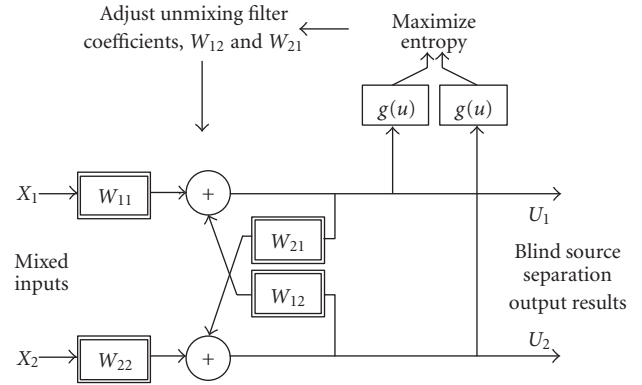 Adjust unmixing filter
coefficients, W12 and W21
Maximize
entropy
g(u)
g(u)
X1
W11
+
U1
W21
Mixed
inputs
W12
Blind source
separation
output results
X2
W22
+
U2